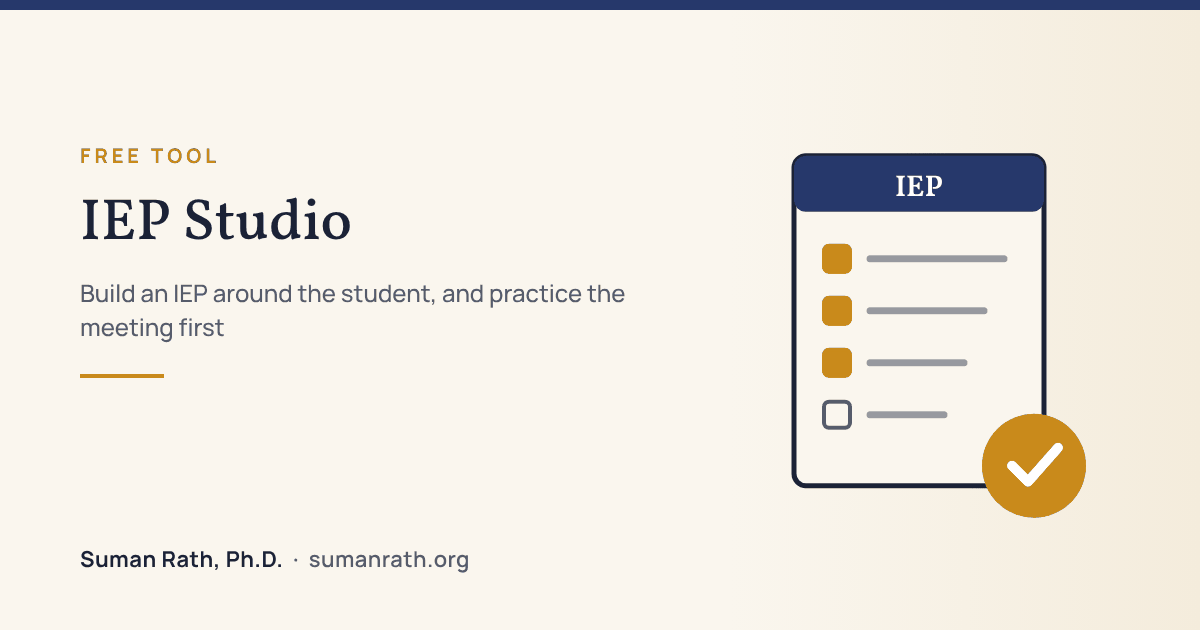 FREE TOOL
IEP Studio
Build an IEP around the student, and practice the
meeting first
IEP
Suman Rath, Ph.D. · sumanrath.org